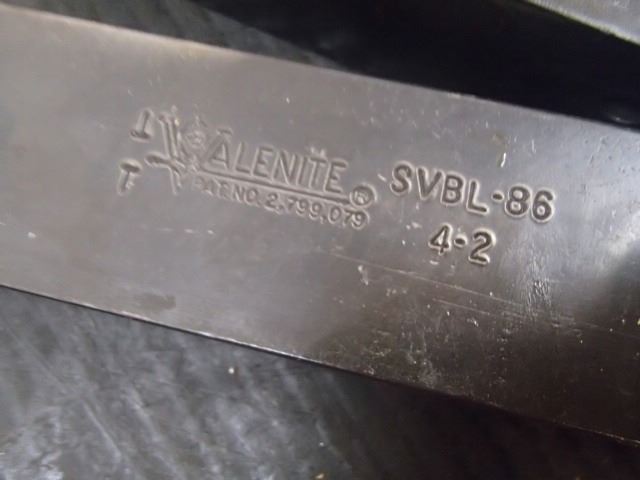 VALENITE ®
PAT. NO. 2,799,079
SVBL-86
4-2